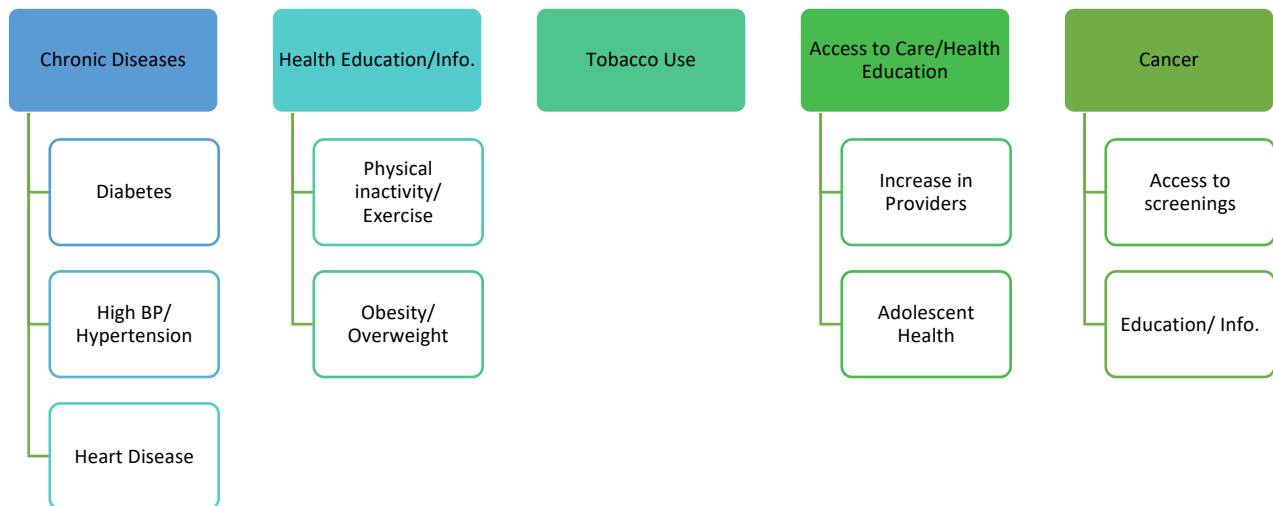 Chronic Diseases
Diabetes
High BP/
Hypertension
Heart Disease
Health Education/Info.
Physical
inactivity/
Exercise
Obesity/
Overweight
Tobacco Use
Access to Care/Health
Education
Increase in
Providers
Adolescent
Health
Cancer
Access to
screenings
Education/ Info.